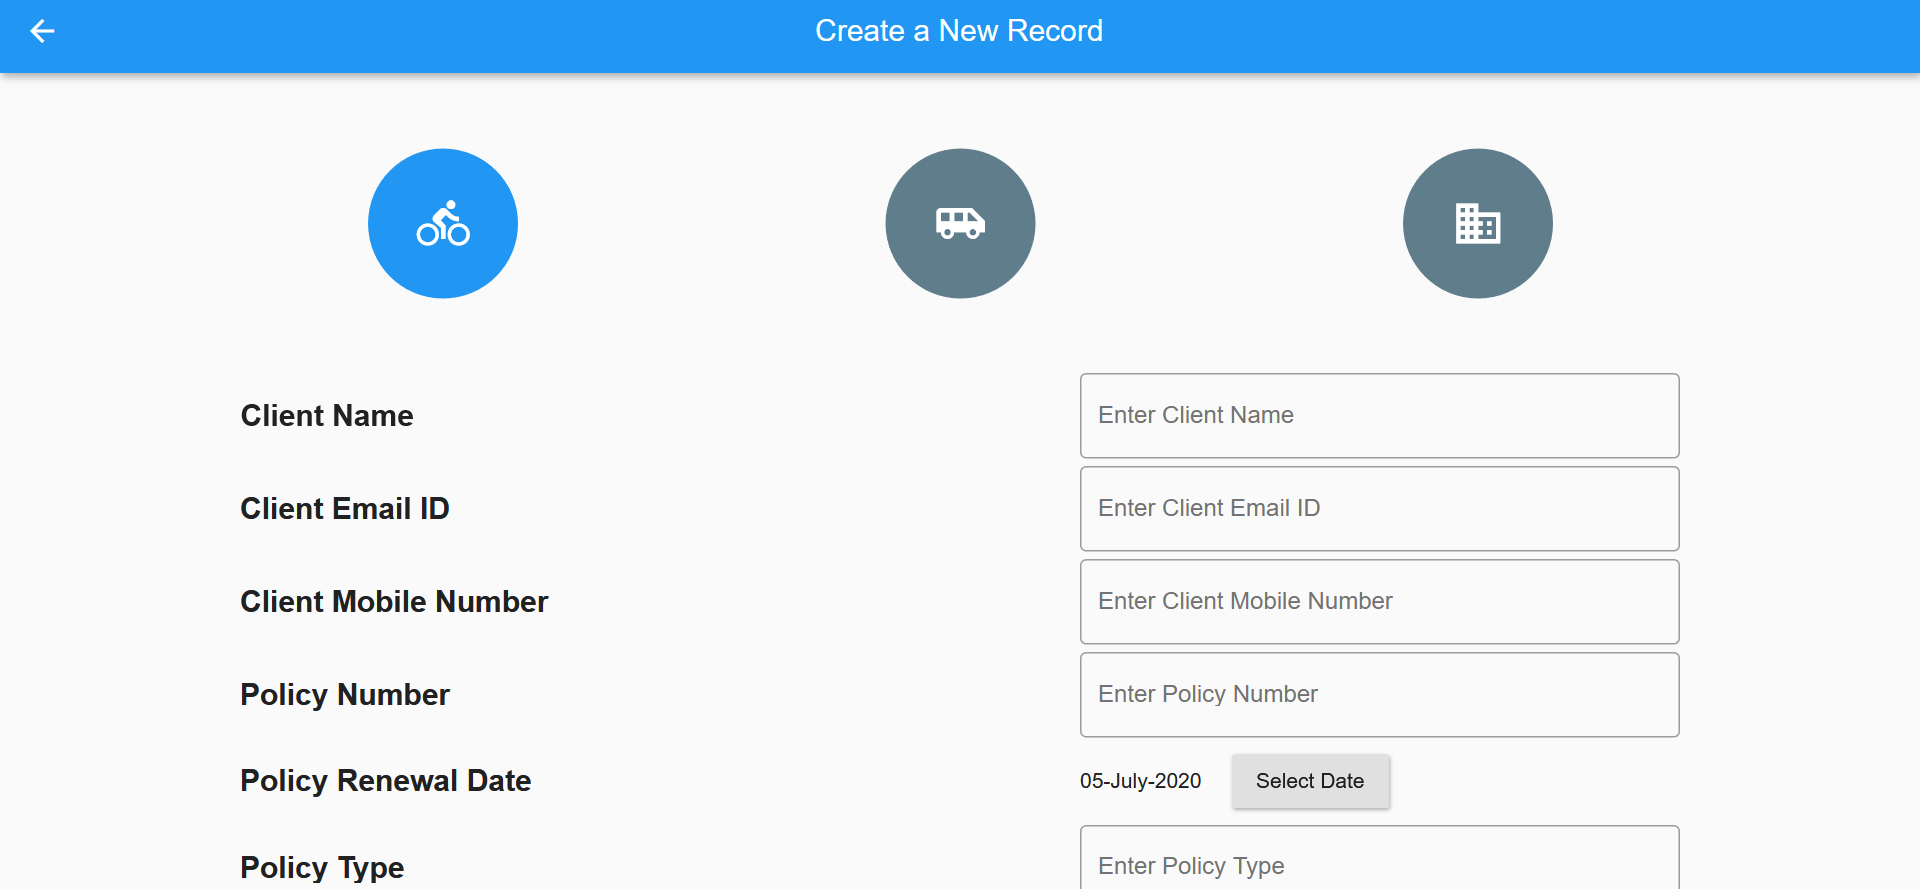 Create a New Record
Client Name
Enter Client Name
Client Email ID
Enter Client Email ID
Client Mobile Number
Enter Client Mobile Number
Policy Number
Enter Policy Number
Policy Renewal Date
05-July-2020
Select Date
Policy Type
Enter Policy Type